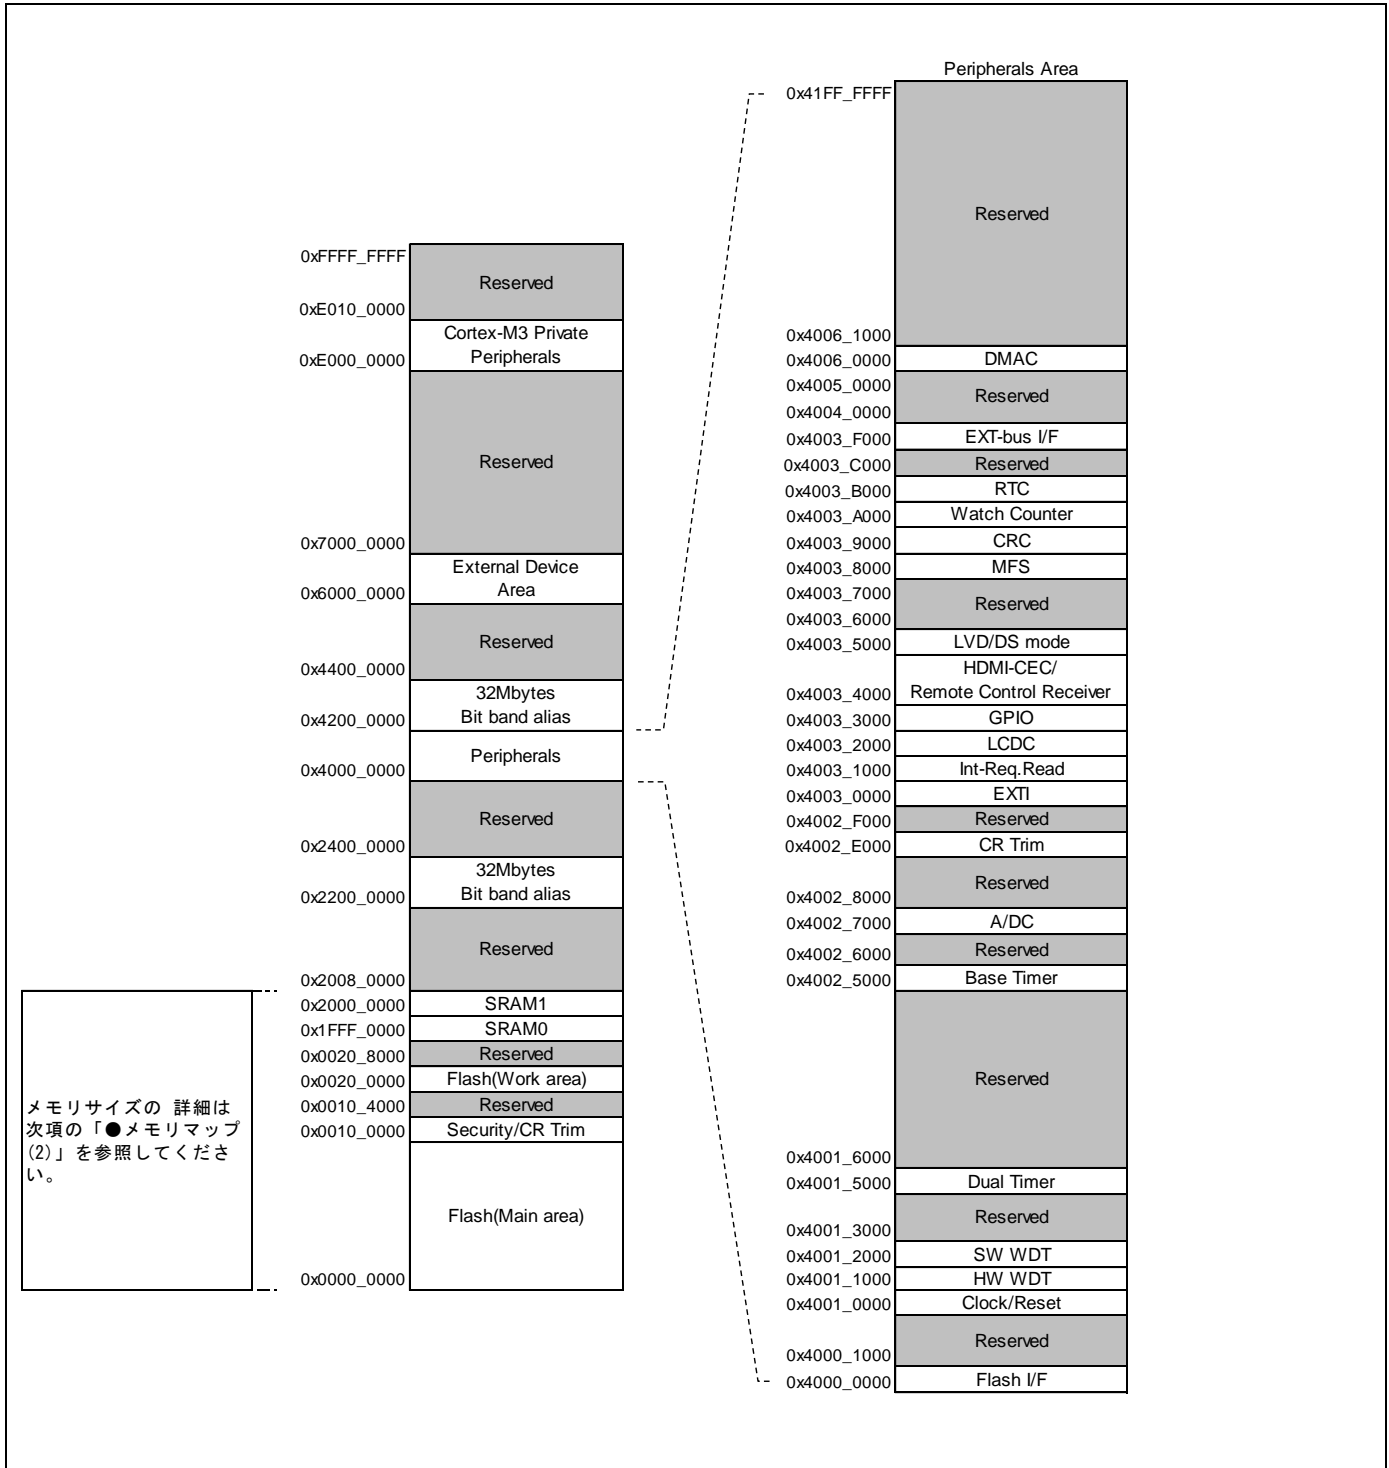 メモリサイズの 詳細は
次項の「●メモリマップ
(2)」を参照してくださ
い。
0xFFFF_FFFF
Reserved
0xE010_0000
Cortex-M3 Private
Peripherals
0xE000_0000
Reserved
0x7000_0000
External Device
Area
0x6000_0000
Reserved
0x4400_0000
32Mbytes
Bit band alias
0x4200_0000
Peripherals
0x4000_0000
Reserved
0x2400_0000
32Mbytes
Bit band alias
0x2200_0000
Reserved
0x2008_0000
0x2000_0000 SRAM1
0x1FFF_0000 SRAM0
0x0020_8000 Reserved
0x0020_0000 Flash(Work area)
0x0010_4000 Reserved
0x0010_0000 Security/CR Trim
Flash(Main area)
0x0000_0000
Peripherals Area
0x41FF_FFFF
Reserved
0x4006_1000
0x4006_0000 DMAC
0x4005_0000
Reserved
0x4004_0000
0x4003_F000 EXT-bus I/F
0x4003_C000 Reserved
0x4003_B000 RTC
0x4003_A000 Watch Counter
0x4003_9000 CRC
0x4003_8000 MFS
0x4003_7000
Reserved
0x4003_6000
0x4003_5000 LVD/DS mode
HDMI-CEC/
0x4003_4000 Remote Control Receiver
0x4003_3000 GPIO
0x4003_2000 LCDC
0x4003_1000 Int-Req.Read
0x4003_0000 EXTI
0x4002_F000 Reserved
0x4002_E000 CR Trim
Reserved
0x4002_8000
0x4002_7000 A/DC
0x4002_6000 Reserved
0x4002_5000 Base Timer
Reserved
0x4001_6000
0x4001_5000 Dual Timer
Reserved
0x4001_3000
0x4001_2000 SW WDT
0x4001_1000 HW WDT
0x4001_0000 Clock/Reset
Reserved
0x4000_1000
0x4000_0000 Flash I/F